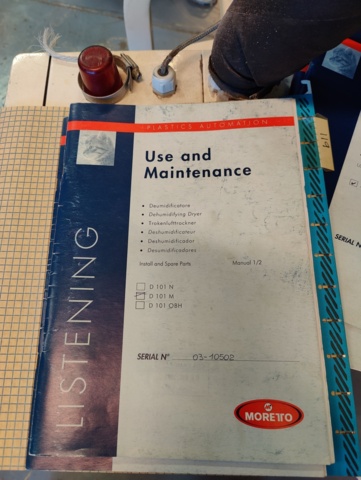 PLASTICS AUTOMATION
Use and
Maintenance
• Deumidificatore
• Dehumidifying Dryer
• Trockenlufttrockner
• Deshumidificateur
• Deshumidificador
• Desumidificadores
Install and Spare Parts Manual 1/2
D 101 N
D 101 M
D 101 OBH
SERIAL N° 03-10502
LISTENING
MORETTO
SERIAL N